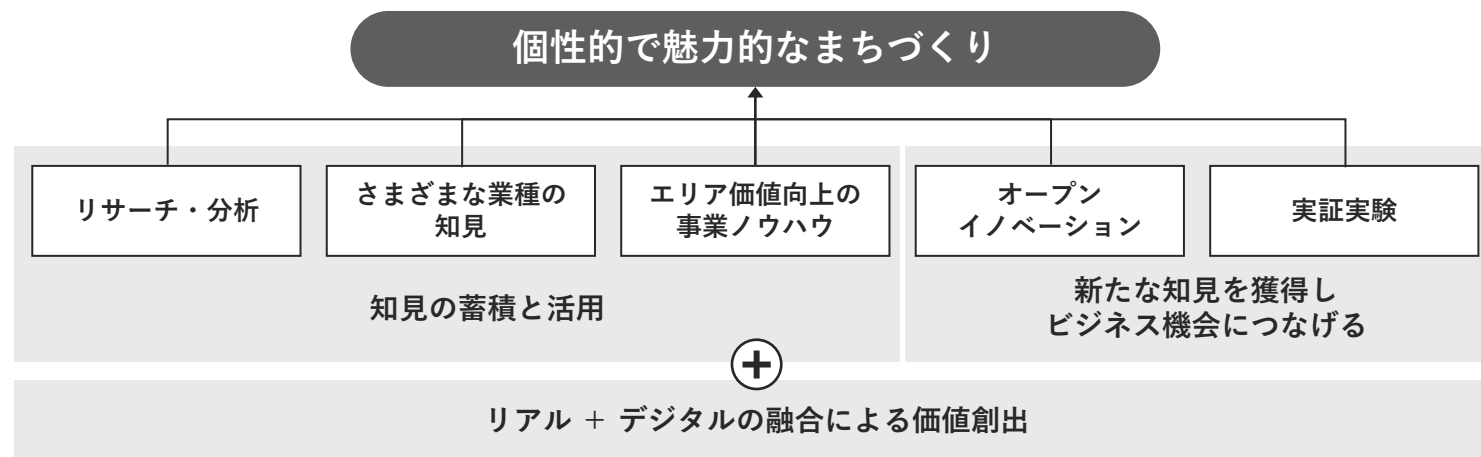 個性的で魅力的なまちづくり
リサーチ・分析
さまざまな業種の
知見
エリア価値向上の
事業ノウハウ
オープン
イノベーション
実証実験
知見の蓄積と活用
新たな知見を獲得し
ビジネス機会につなげる
+
リアル + デジタルの融合による価値創出